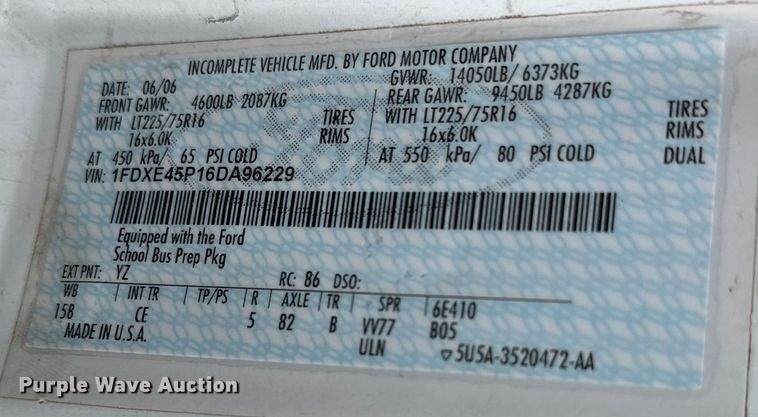 INCOMPLETE VEHICLE MFD. BY FORD MOTOR COMPANY
DATE: 06/06 GVWR: 14050LB/ 6373KG
FRONT GAWR: 4600LB 2087KG REAR GAWR: 9450LB 4287KG
WITH LT225/75R16 TIRES WITH LT225/75R16 TIRES
16x6.0K RIMS 16x6.0K RIMS
AT 450 kPa/ 65 PSI COLD AT 550 kPa/ 80 PSI COLD DUAL
VIN: 1FDXE45P16DA96229
Equipped with the Ford
School Bus Prep Pkg
EXT PNT: YZ RC: 86 DSO:
WB INT TR TP/PS R AXLE TR SPR 6E410
158 CE 5 82 B VV77 B05
MADE IN U.S.A. ULN ▽5U5A-3520472-AA
Purple Wave Auction